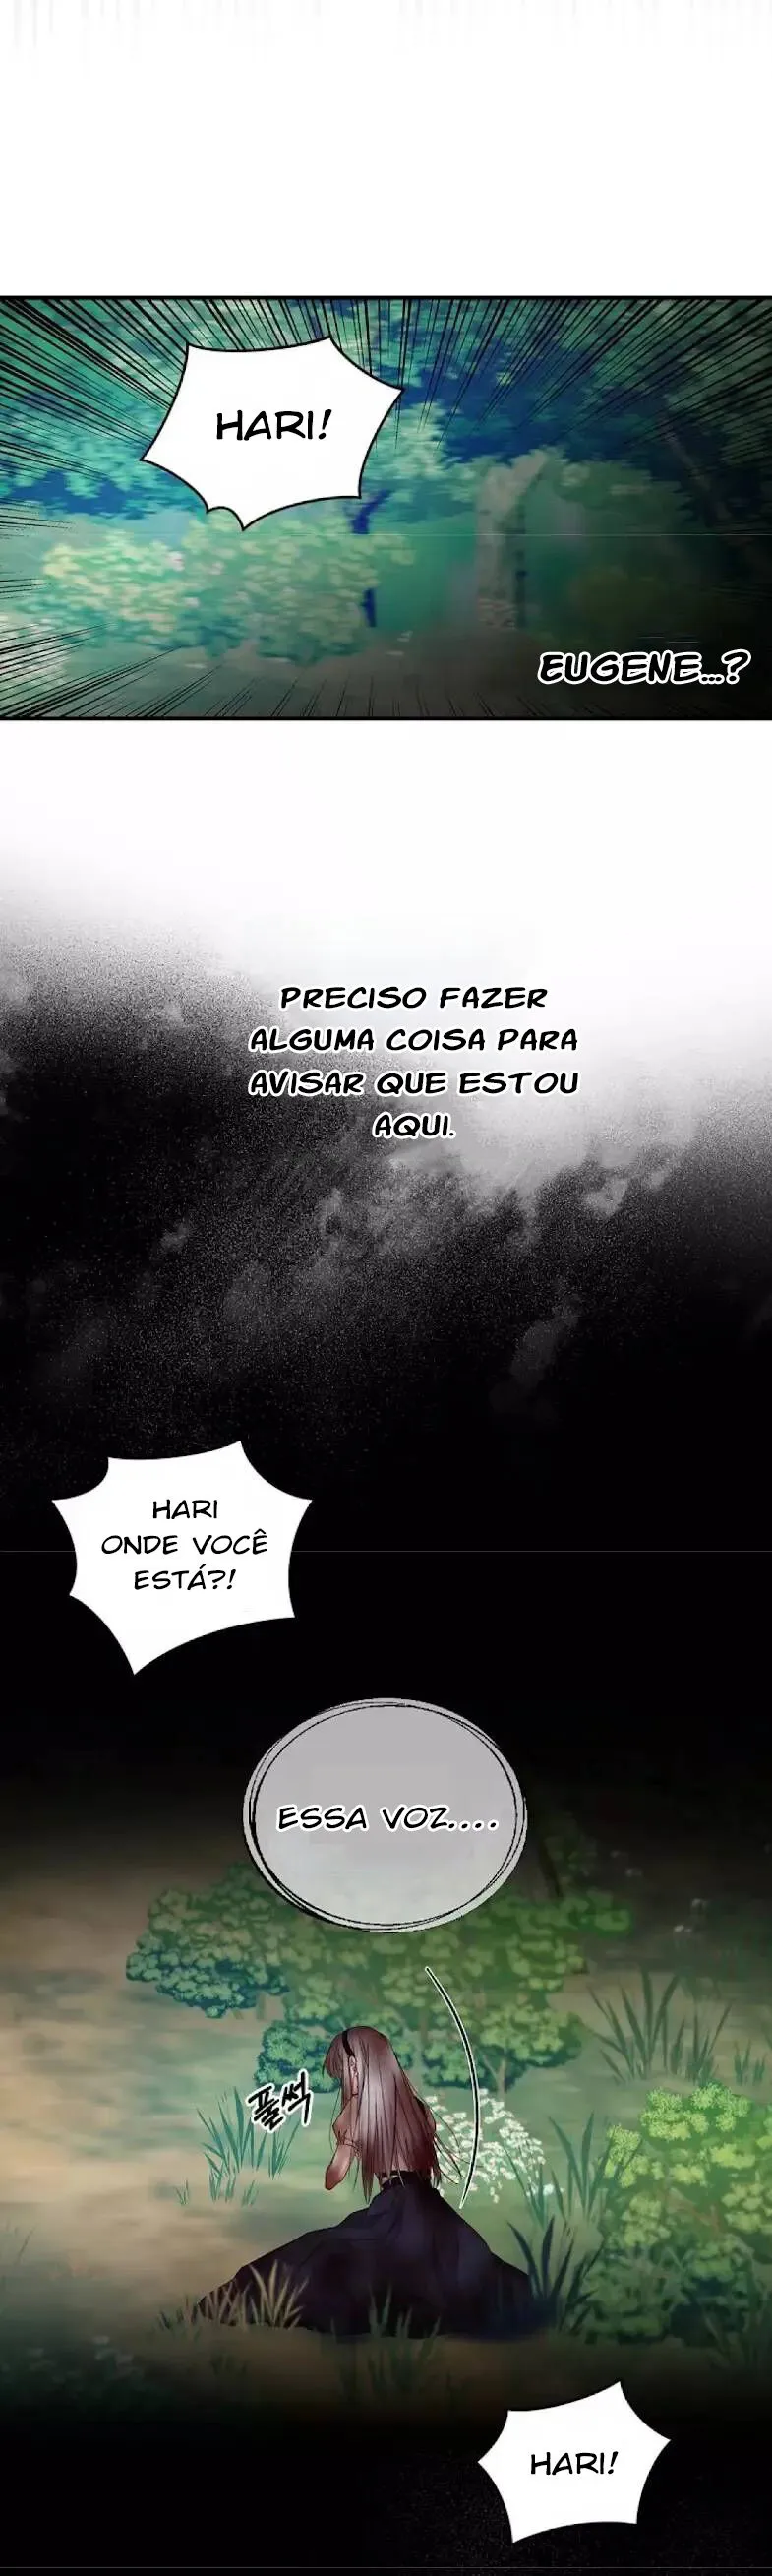 HARI!
EUGENE...?
PRECISO FAZER
ALGUMA COISA PARA
AVISAR QUE ESTOU
AQUI.
HARI
ONDE VOCÊ
ESTÁ?!
ESSA VOZ....
풀썩
HARI!